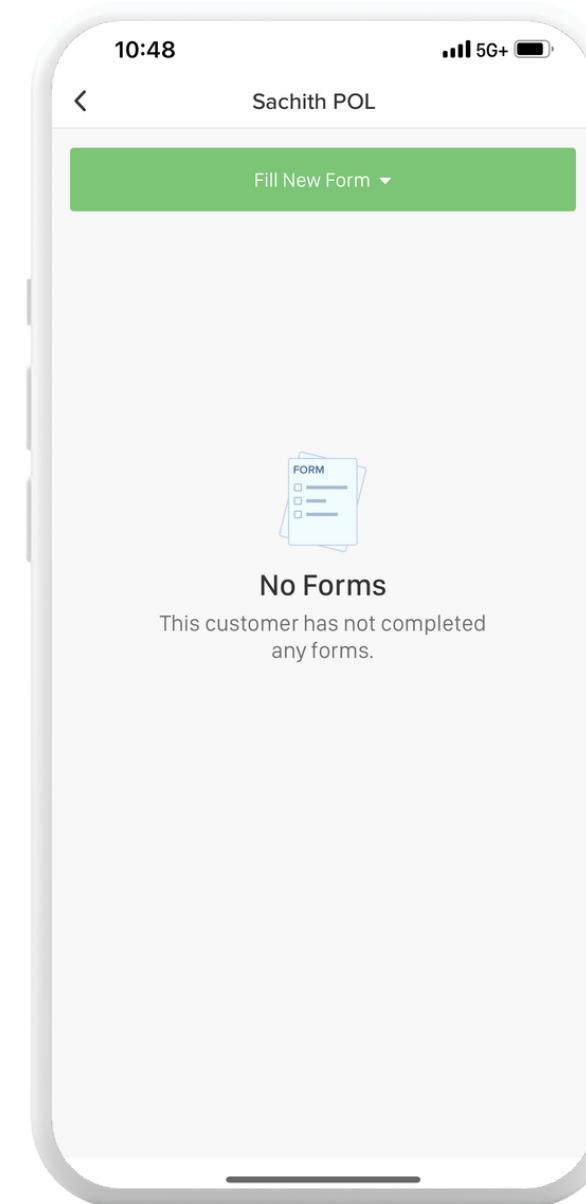 10:48
5G+
Sachith POL
Fill New Form
FORM
No Forms
This customer has not completed
any forms.